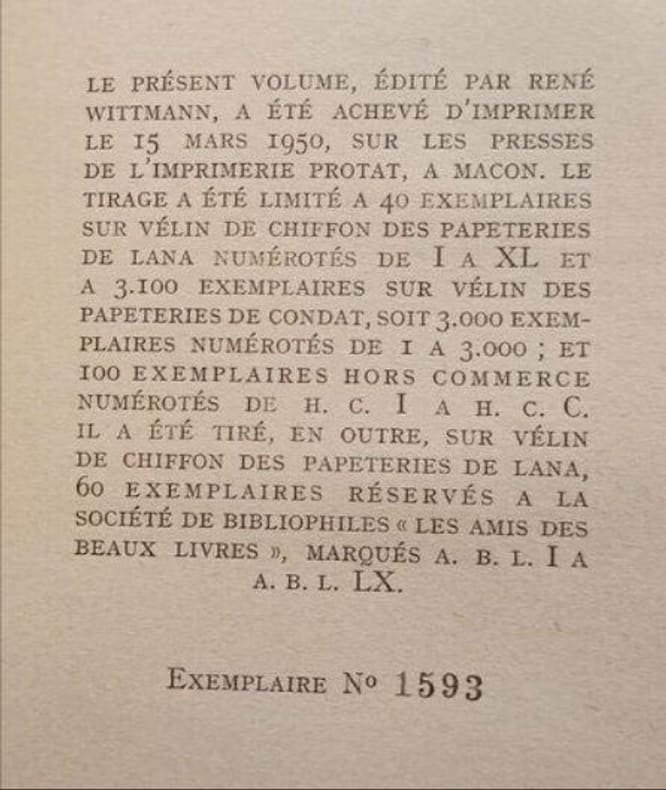 LE PRÉSENT VOLUME, ÉDITÉ PAR RENÉ
WITTMANN, A ÉTÉ ACHEVÉ D'IMPRIMER
LE 15 MARS 1950, SUR LES PRESSES
DE L'IMPRIMERIE PROTAT, A MACON. LE
TIRAGE A ÉTÉ LIMITÉ A 40 EXEMPLAIRES
SUR VÉLIN DE CHIFFON DES PAPETERIES
DE LANA NUMÉROTÉS DE I A XL ET
A 3.100 EXEMPLAIRES SUR VÉLIN DES
PAPETERIES DE CONDAT, SOIT 3.000 EXEM-
PLAIRES NUMÉROTÉS DE 1 A 3.000 ; ET
100 EXEMPLAIRES HORS COMMERCE
NUMÉROTÉS DE H. C. I A H. C. C.
IL A ÉTÉ TIRÉ, EN OUTRE, SUR VÉLIN
DE CHIFFON DES PAPETERIES DE LANA,
60 EXEMPLAIRES RÉSERVÉS A LA
SOCIÉTÉ DE BIBLIOPHILES « LES AMIS DES
BEAUX LIVRES », MARQUÉS A. B. L. I A
A. B. L. LX.
EXEMPLAIRE Nº 1593